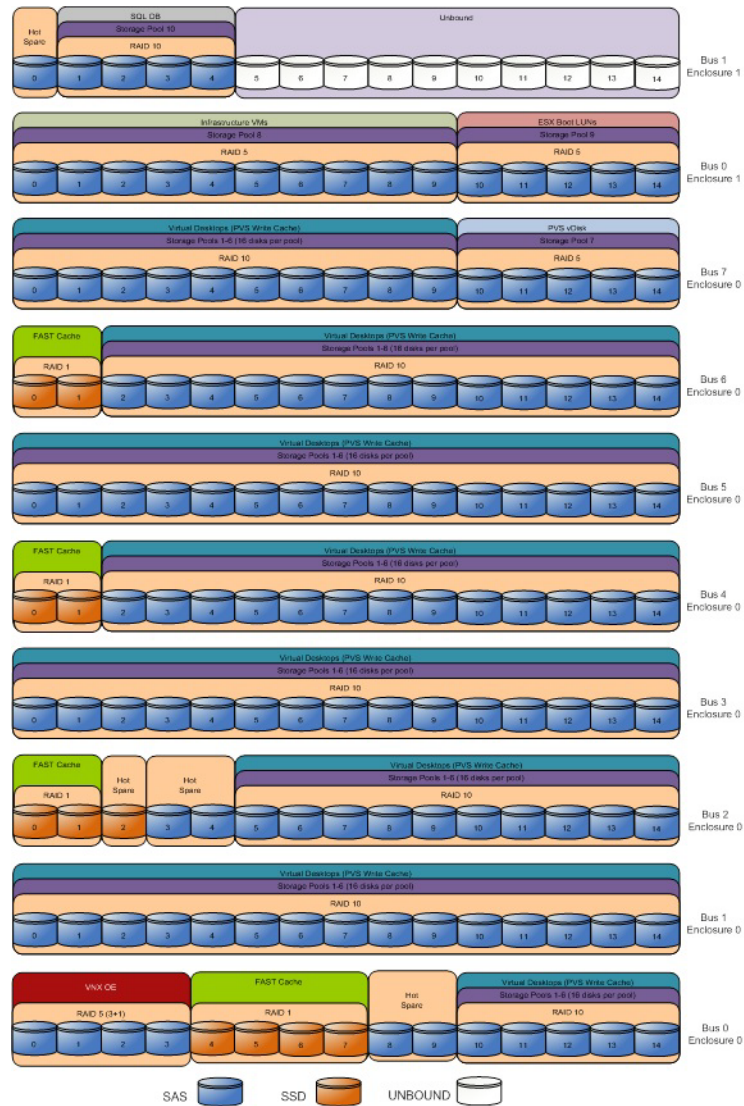 SQL DB
Unbound
Hot Spare
Storage Pool 10
RAID 10
Bus 1
Enclosure 1
0 1 2 3 4 5 6 7 8 9 10 11 12 13 14
Infrastructure VMs
ESX Boot LUNs
Storage Pool 8
Storage Pool 9
RAID 5
RAID 5
Bus 0
Enclosure 1
0 1 2 3 4 5 6 7 8 9 10 11 12 13 14
Virtual Desktops (PVS Write Cache)
PVS vDisk
Storage Pools 1-6 (16 disks per pool)
Storage Pool 7
RAID 10
RAID 5
Bus 7
Enclosure 0
0 1 2 3 4 5 6 7 8 9 10 11 12 13 14
FAST Cache
Virtual Desktops (PVS Write Cache)
Storage Pools 1-6 (16 disks per pool)
RAID 1
RAID 10
Bus 6
Enclosure 0
0 1 2 3 4 5 6 7 8 9 10 11 12 13 14
Virtual Desktops (PVS Write Cache)
Storage Pools 1-6 (16 disks per pool)
RAID 10
Bus 5
Enclosure 0
0 1 2 3 4 5 6 7 8 9 10 11 12 13 14
FAST Cache
Virtual Desktops (PVS Write Cache)
Storage Pools 1-6 (16 disks per pool)
RAID 1
RAID 10
Bus 4
Enclosure 0
0 1 2 3 4 5 6 7 8 9 10 11 12 13 14
Virtual Desktops (PVS Write Cache)
Storage Pools 1-6 (16 disks per pool)
RAID 10
Bus 3
Enclosure 0
0 1 2 3 4 5 6 7 8 9 10 11 12 13 14
FAST Cache
Virtual Desktops (PVS Write Cache)
Storage Pools 1-6 (16 disks per pool)
Hot Spare
Hot Spare
RAID 1
RAID 10
Bus 2
Enclosure 0
0 1 2 3 4 5 6 7 8 9 10 11 12 13 14
Virtual Desktops (PVS Write Cache)
Storage Pools 1-6 (16 disks per pool)
RAID 10
Bus 1
Enclosure 0
0 1 2 3 4 5 6 7 8 9 10 11 12 13 14
VNX OE
FAST Cache
Virtual Desktops (PVS Write Cache)
Hot Spare
Storage Pools 1-6 (16 disks per pool)
RAID 5 (3+1)
RAID 1
RAID 10
Bus 0
Enclosure 0
0 1 2 3 4 5 6 7 8 9 10 11 12 13 14
SAS
SSD
UNBOUND